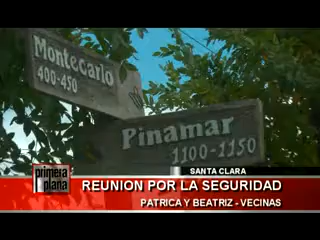 Montecarlo
400-450
Pinamar
1100-1150
SANTA CLARA
primera
plana
REUNION POR LA SEGURIDAD
PATRICA Y BEATRIZ - VECINAS